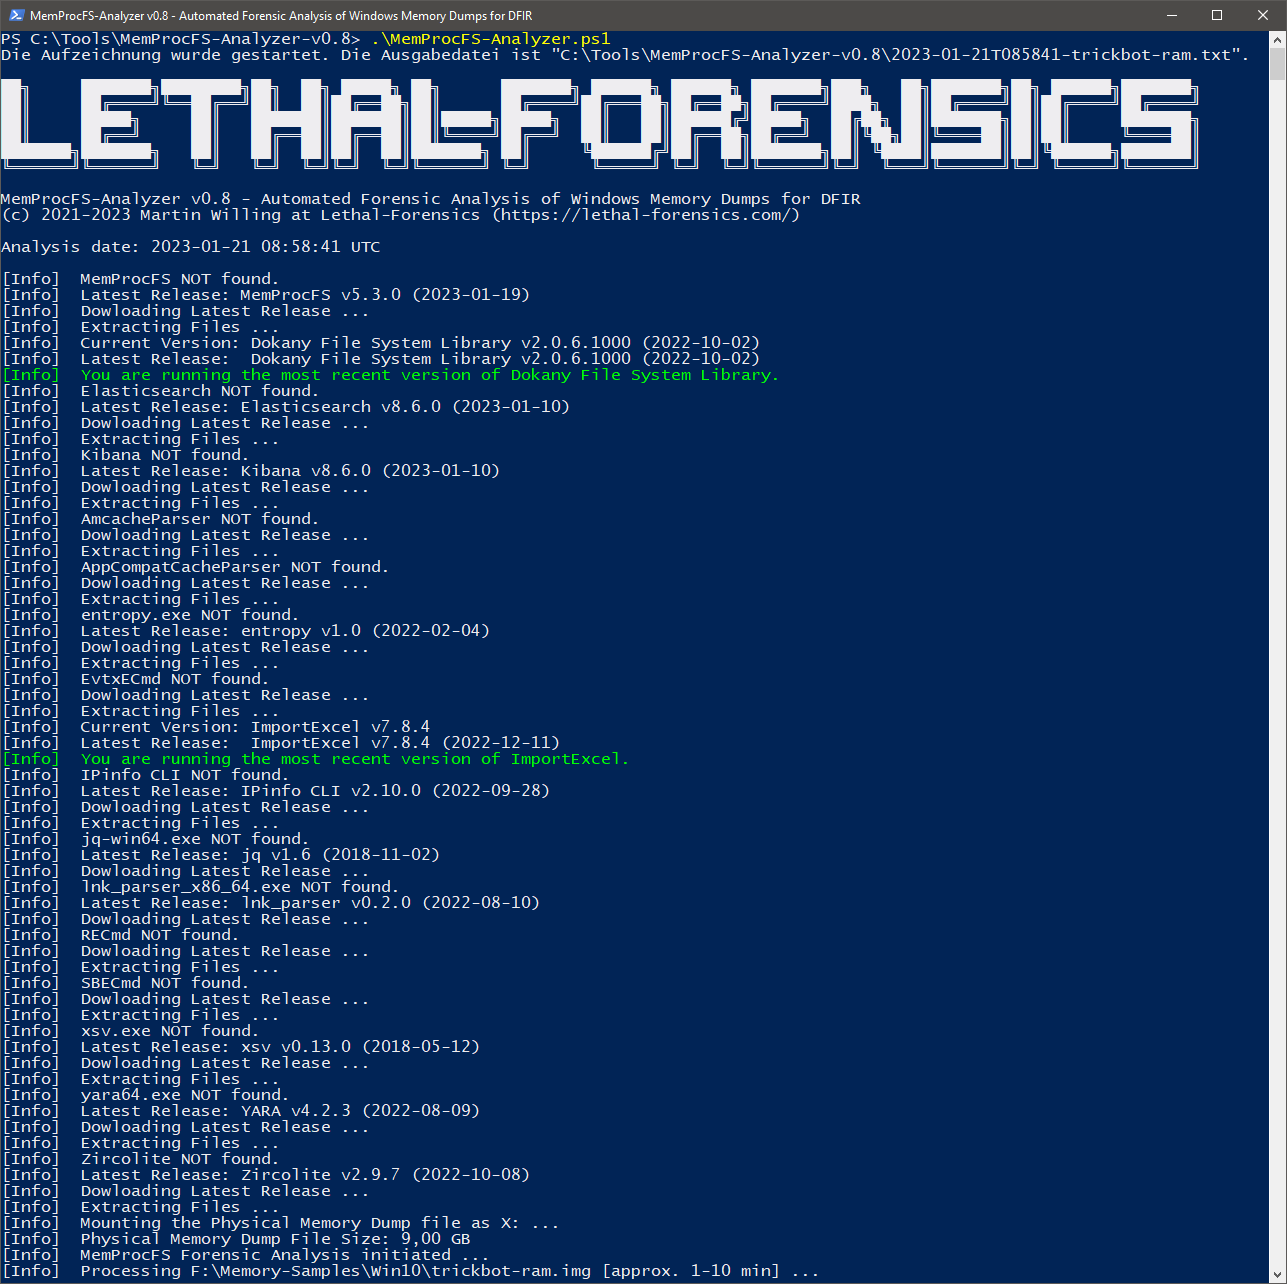 MemProcFS-Analyzer v0.8 - Automated Forensic Analysis of Windows Memory Dumps for DFIR
PS C:\Tools\MemProcFS-Analyzer-v0.8> .\MemProcFS-Analyzer.ps1
Die Aufzeichnung wurde gestartet. Die Ausgabedatei ist "C:\Tools\MemProcFS-Analyzer-v0.8\2023-01-21T085841-trickbot-ram.txt".
LETHAL-FORENSICS
MemProcFS-Analyzer v0.8 - Automated Forensic Analysis of Windows Memory Dumps for DFIR
(c) 2021-2023 Martin Willing at Lethal-Forensics (https://lethal-forensics.com/)
Analysis date: 2023-01-21 08:58:41 UTC
[Info]  MemProcFS NOT found.
[Info]  Latest Release: MemProcFS v5.3.0 (2023-01-19)
[Info]  Dowloading Latest Release ...
[Info]  Extracting Files ...
[Info]  Current Version: Dokany File System Library v2.0.6.1000 (2022-10-02)
[Info]  Latest Release:  Dokany File System Library v2.0.6.1000 (2022-10-02)
[Info]  You are running the most recent version of Dokany File System Library.
[Info]  Elasticsearch NOT found.
[Info]  Latest Release: Elasticsearch v8.6.0 (2023-01-10)
[Info]  Dowloading Latest Release ...
[Info]  Extracting Files ...
[Info]  Kibana NOT found.
[Info]  Latest Release: Kibana v8.6.0 (2023-01-10)
[Info]  Dowloading Latest Release ...
[Info]  Extracting Files ...
[Info]  AmcacheParser NOT found.
[Info]  Dowloading Latest Release ...
[Info]  Extracting Files ...
[Info]  AppCompatCacheParser NOT found.
[Info]  Dowloading Latest Release ...
[Info]  Extracting Files ...
[Info]  entropy.exe NOT found.
[Info]  Latest Release: entropy v1.0 (2022-02-04)
[Info]  Dowloading Latest Release ...
[Info]  Extracting Files ...
[Info]  EvtxECmd NOT found.
[Info]  Dowloading Latest Release ...
[Info]  Extracting Files ...
[Info]  Current Version: ImportExcel v7.8.4
[Info]  Latest Release:  ImportExcel v7.8.4 (2022-12-11)
[Info]  You are running the most recent version of ImportExcel.
[Info]  IPinfo CLI NOT found.
[Info]  Latest Release: IPinfo CLI v2.10.0 (2022-09-28)
[Info]  Dowloading Latest Release ...
[Info]  Extracting Files ...
[Info]  jq-win64.exe NOT found.
[Info]  Latest Release: jq v1.6 (2018-11-02)
[Info]  Dowloading Latest Release ...
[Info]  lnk_parser_x86_64.exe NOT found.
[Info]  Latest Release: lnk_parser v0.2.0 (2022-08-10)
[Info]  Dowloading Latest Release ...
[Info]  RECmd NOT found.
[Info]  Dowloading Latest Release ...
[Info]  Extracting Files ...
[Info]  SBECmd NOT found.
[Info]  Dowloading Latest Release ...
[Info]  Extracting Files ...
[Info]  xsv.exe NOT found.
[Info]  Latest Release: xsv v0.13.0 (2018-05-12)
[Info]  Dowloading Latest Release ...
[Info]  Extracting Files ...
[Info]  yara64.exe NOT found.
[Info]  Latest Release: YARA v4.2.3 (2022-08-09)
[Info]  Dowloading Latest Release ...
[Info]  Extracting Files ...
[Info]  Zircolite NOT found.
[Info]  Latest Release: Zircolite v2.9.7 (2022-10-08)
[Info]  Dowloading Latest Release ...
[Info]  Extracting Files ...
[Info]  Mounting the Physical Memory Dump file as X: ...
[Info]  Physical Memory Dump File Size: 9,00 GB
[Info]  MemProcFS Forensic Analysis initiated ...
[Info]  Processing F:\Memory-Samples\Win10\trickbot-ram.img [approx. 1-10 min] ...